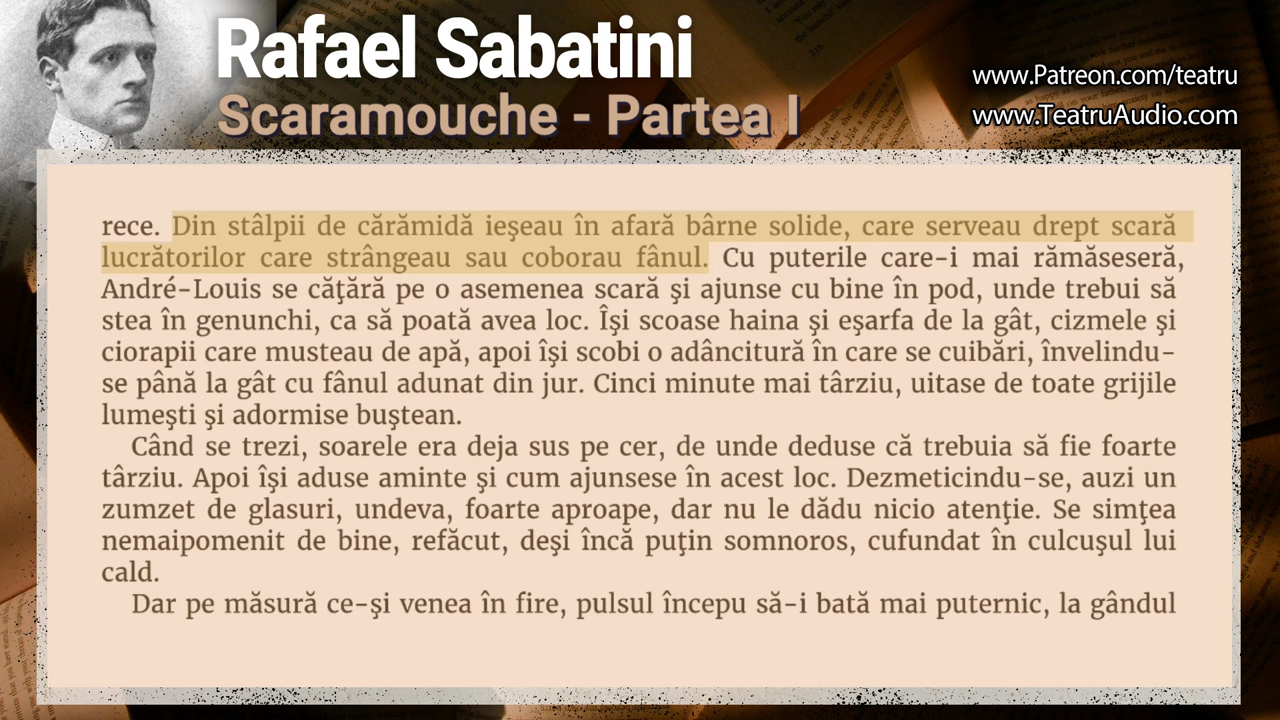 Rafael Sabatini
Scaramouche - Partea I
www.Patreon.com/teatru
www.TeatruAudio.com
rece. Din stâlpii de cărămidă ieşeau în afară bârne solide, care serveau drept scară
lucrătorilor care strângeau sau coborau fânul. Cu puterile care-i mai rămăseseră,
André-Louis se căţără pe o asemenea scară şi ajunse cu bine în pod, unde trebui să
stea în genunchi, ca să poată avea loc. Îşi scoase haina şi eşarfa de la gât, cizmele şi
ciorapii care musteau de apă, apoi îşi scobi o adâncitură în care se cuibări, învelindu-
se până la gât cu fânul adunat din jur. Cinci minute mai târziu, uitase de toate grijile
lumeşti şi adormise buştean.
Când se trezi, soarele era deja sus pe cer, de unde deduse că trebuia să fie foarte
târziu. Apoi îşi aduse aminte şi cum ajunsese în acest loc. Dezmeticindu-se, auzi un
zumzet de glasuri, undeva, foarte aproape, dar nu le dădu nicio atenţie. Se simţea
nemaipomenit de bine, refăcut, deşi încă puţin somnoros, cufundat în culcuşul lui
cald.
Dar pe măsură ce-şi venea în fire, pulsul începu să-i bată mai puternic, la gândul